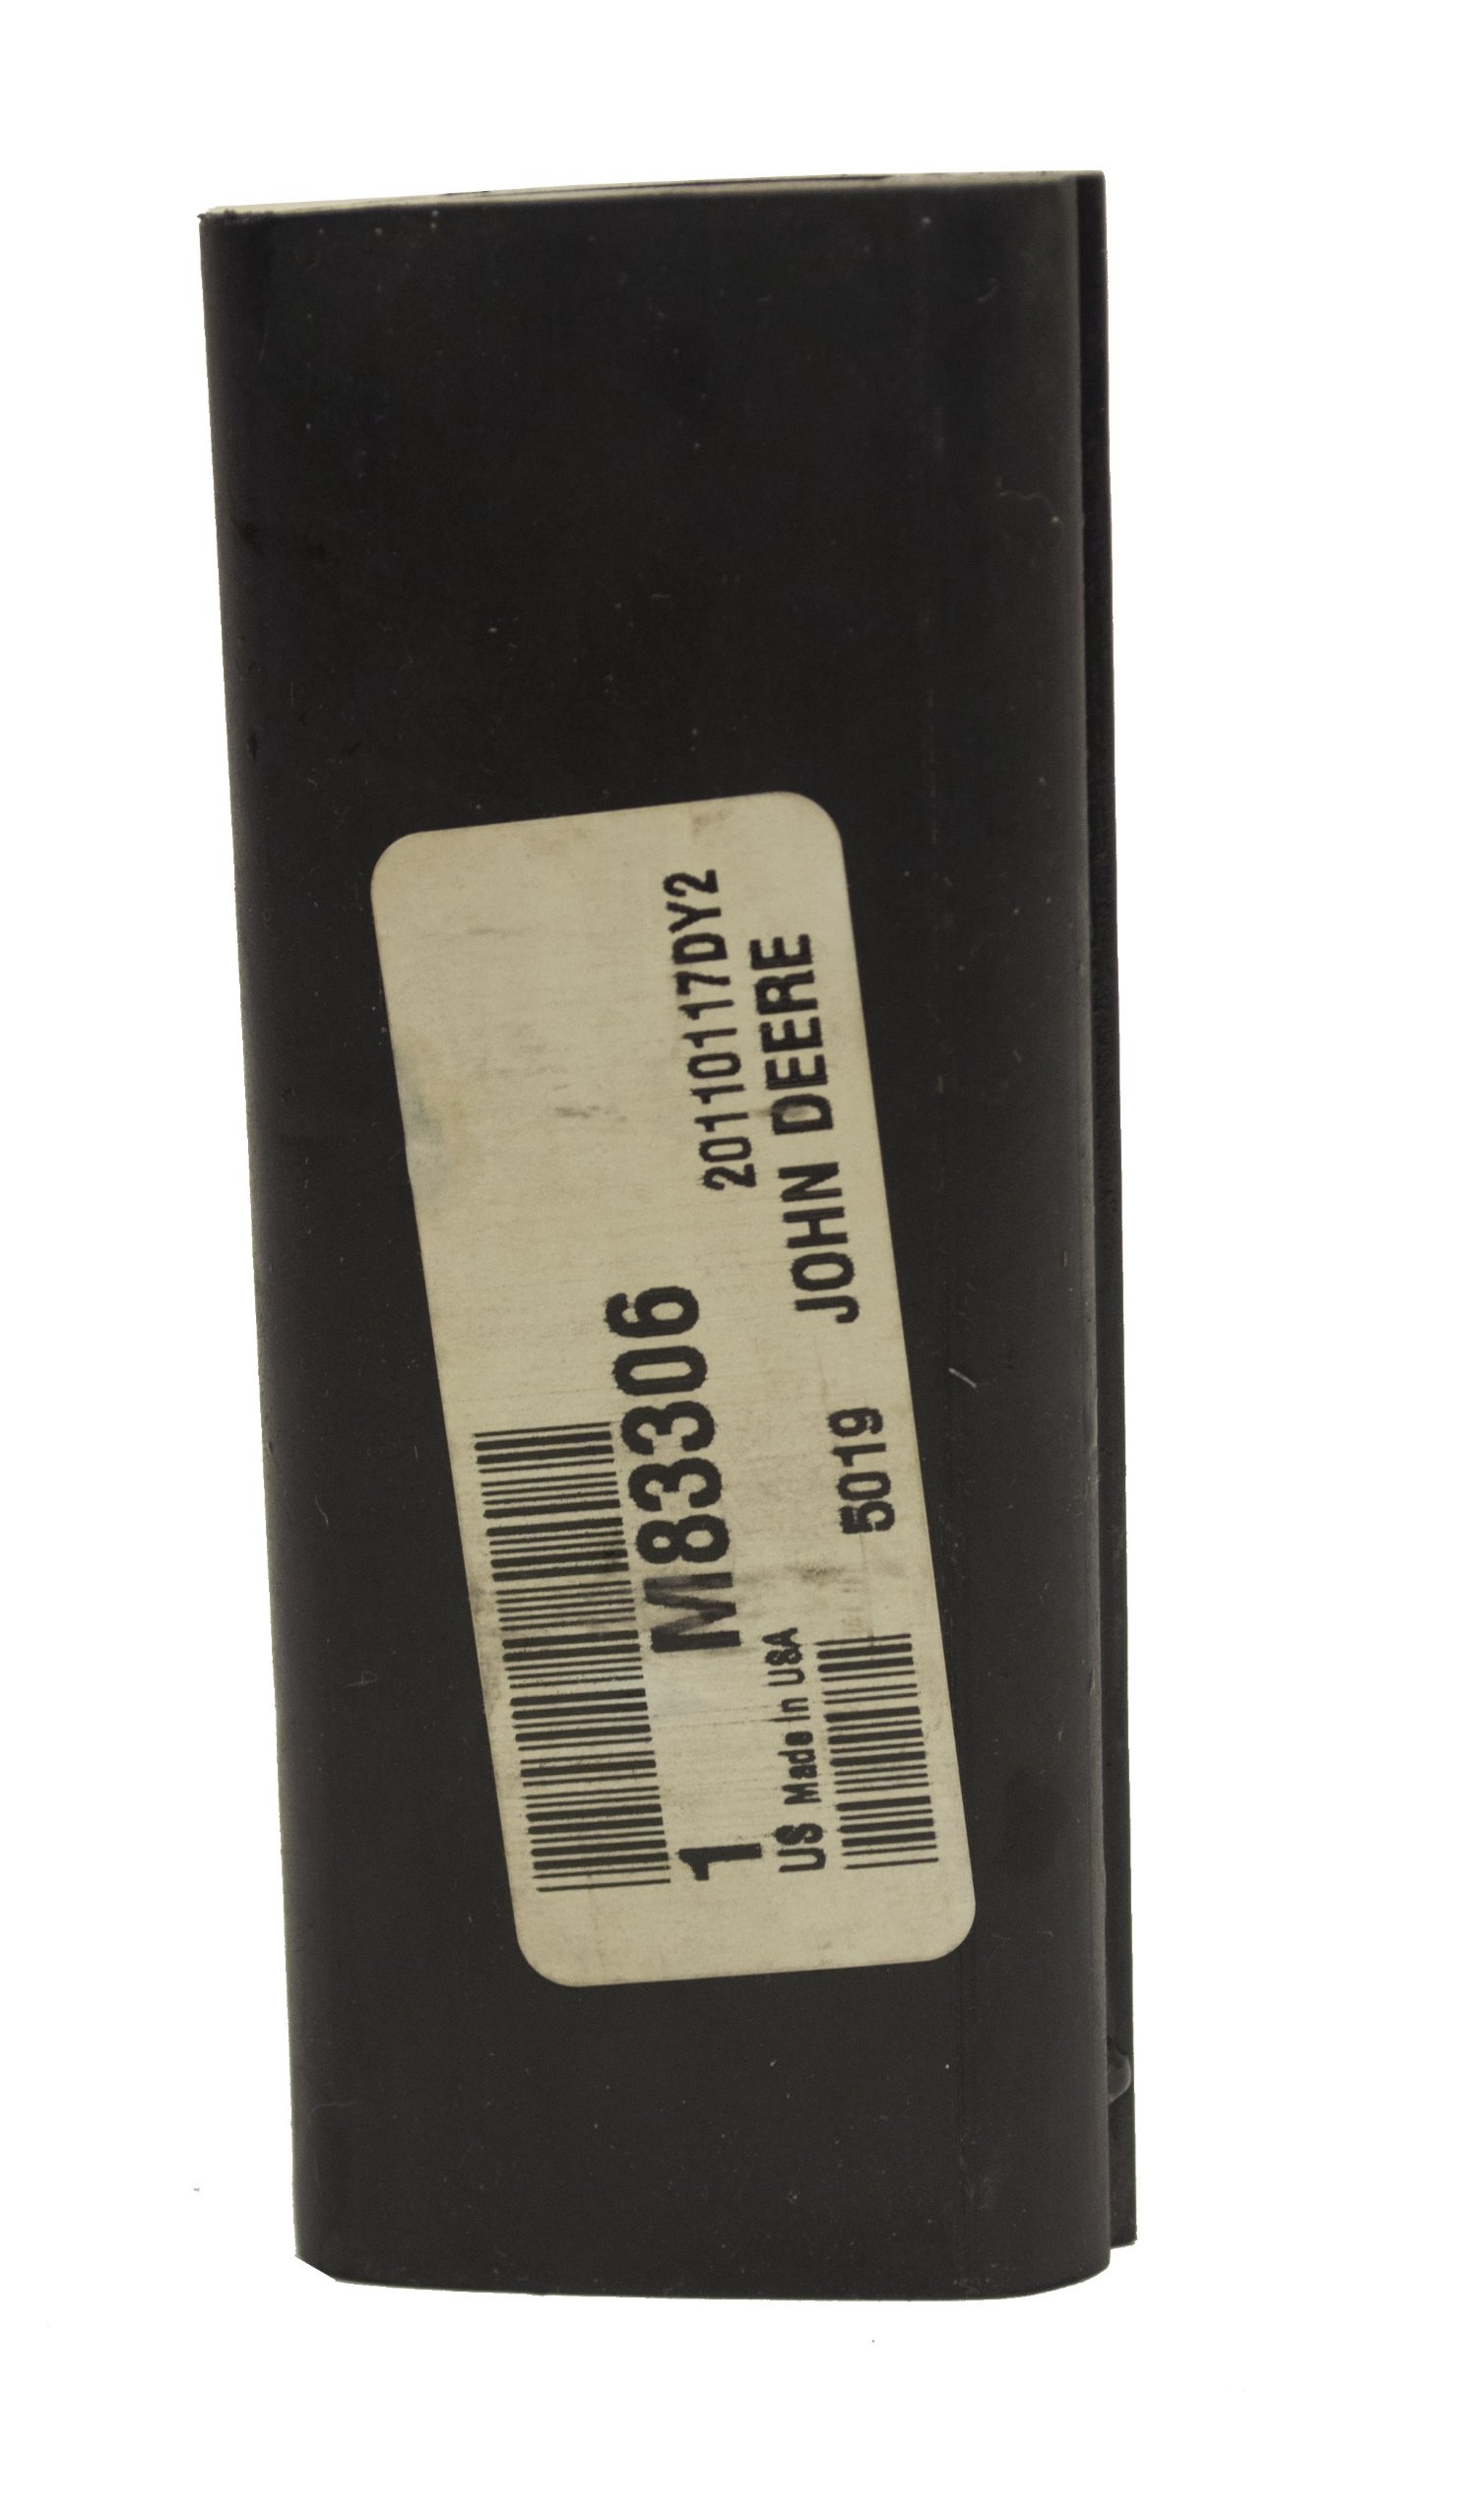 M83306
1 20110117DY2
US Made In USA JOHN DEERE
5019